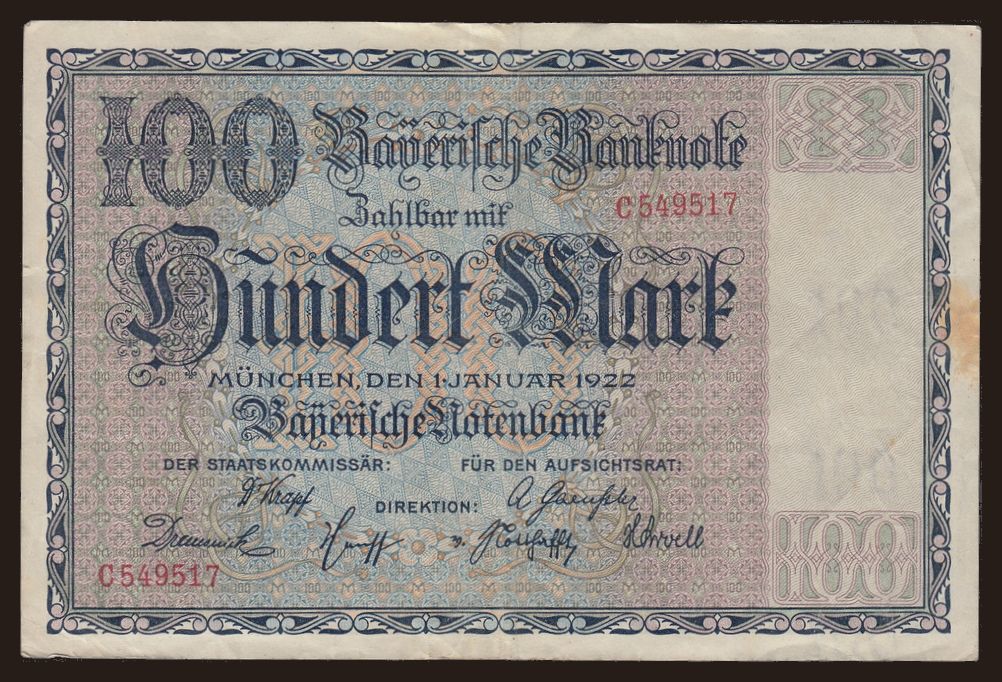 100 Bayerische Banknote
Zahlbar mit
C549517
Hundert Mark
MÜNCHEN, DEN 1·JANUAR 1922
Bayerische Notenbank
DER STAATSKOMMISSÄR: FÜR DEN AUFSICHTSRAT:
DIREKTION:
C549517
100